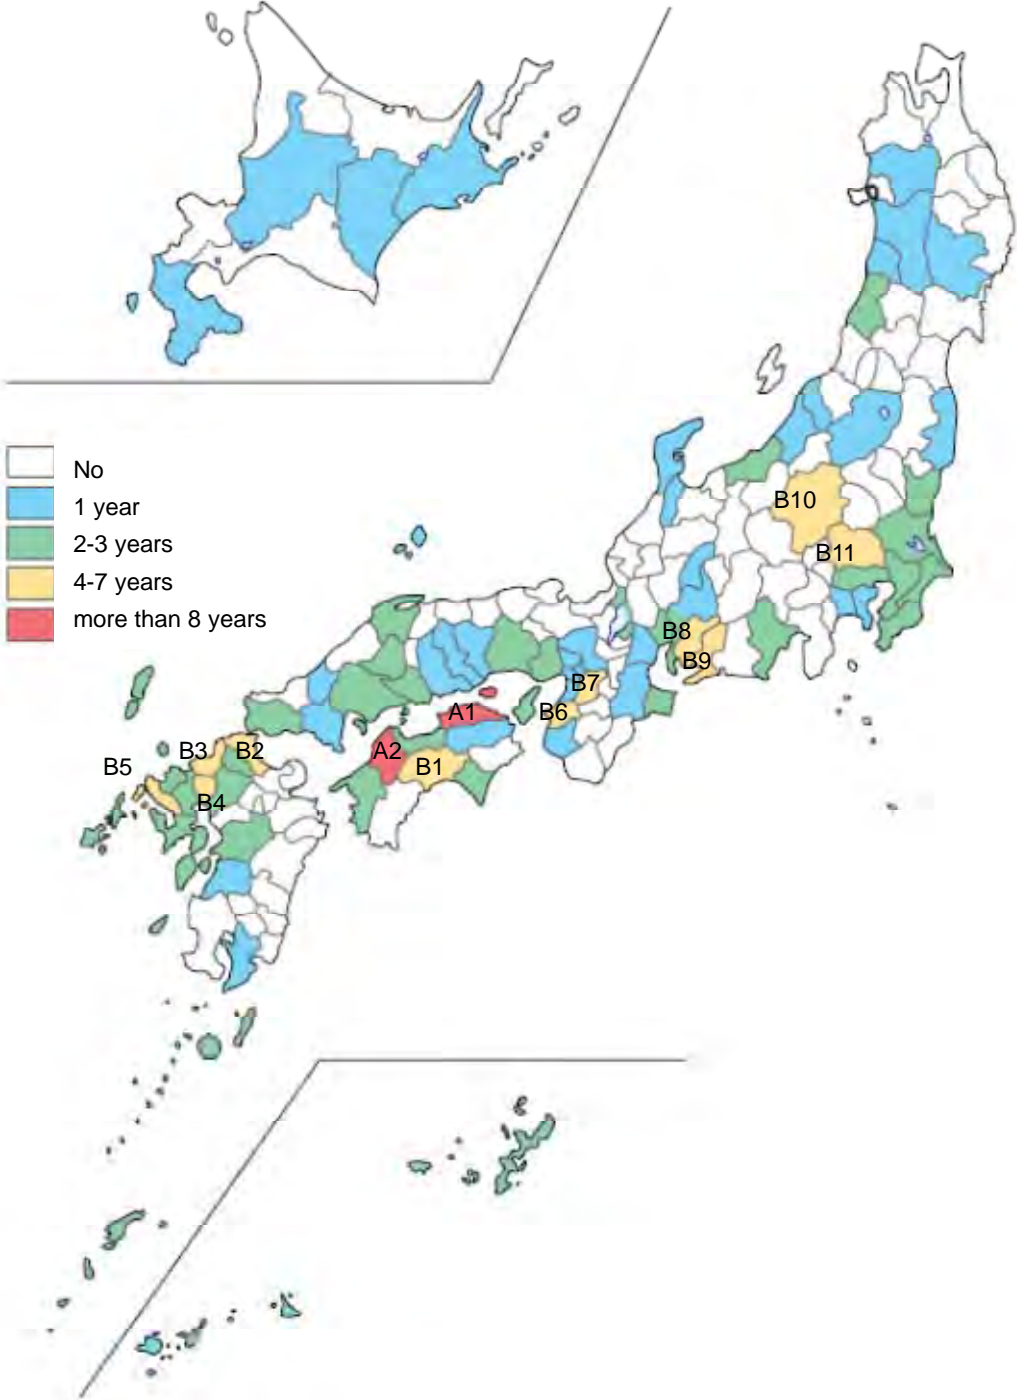 No
1 year
2-3 years
4-7 years
more than 8 years
B10
B11
B8
B9
B7
B6
A1
A2
B1
B3
B2
B5
B4